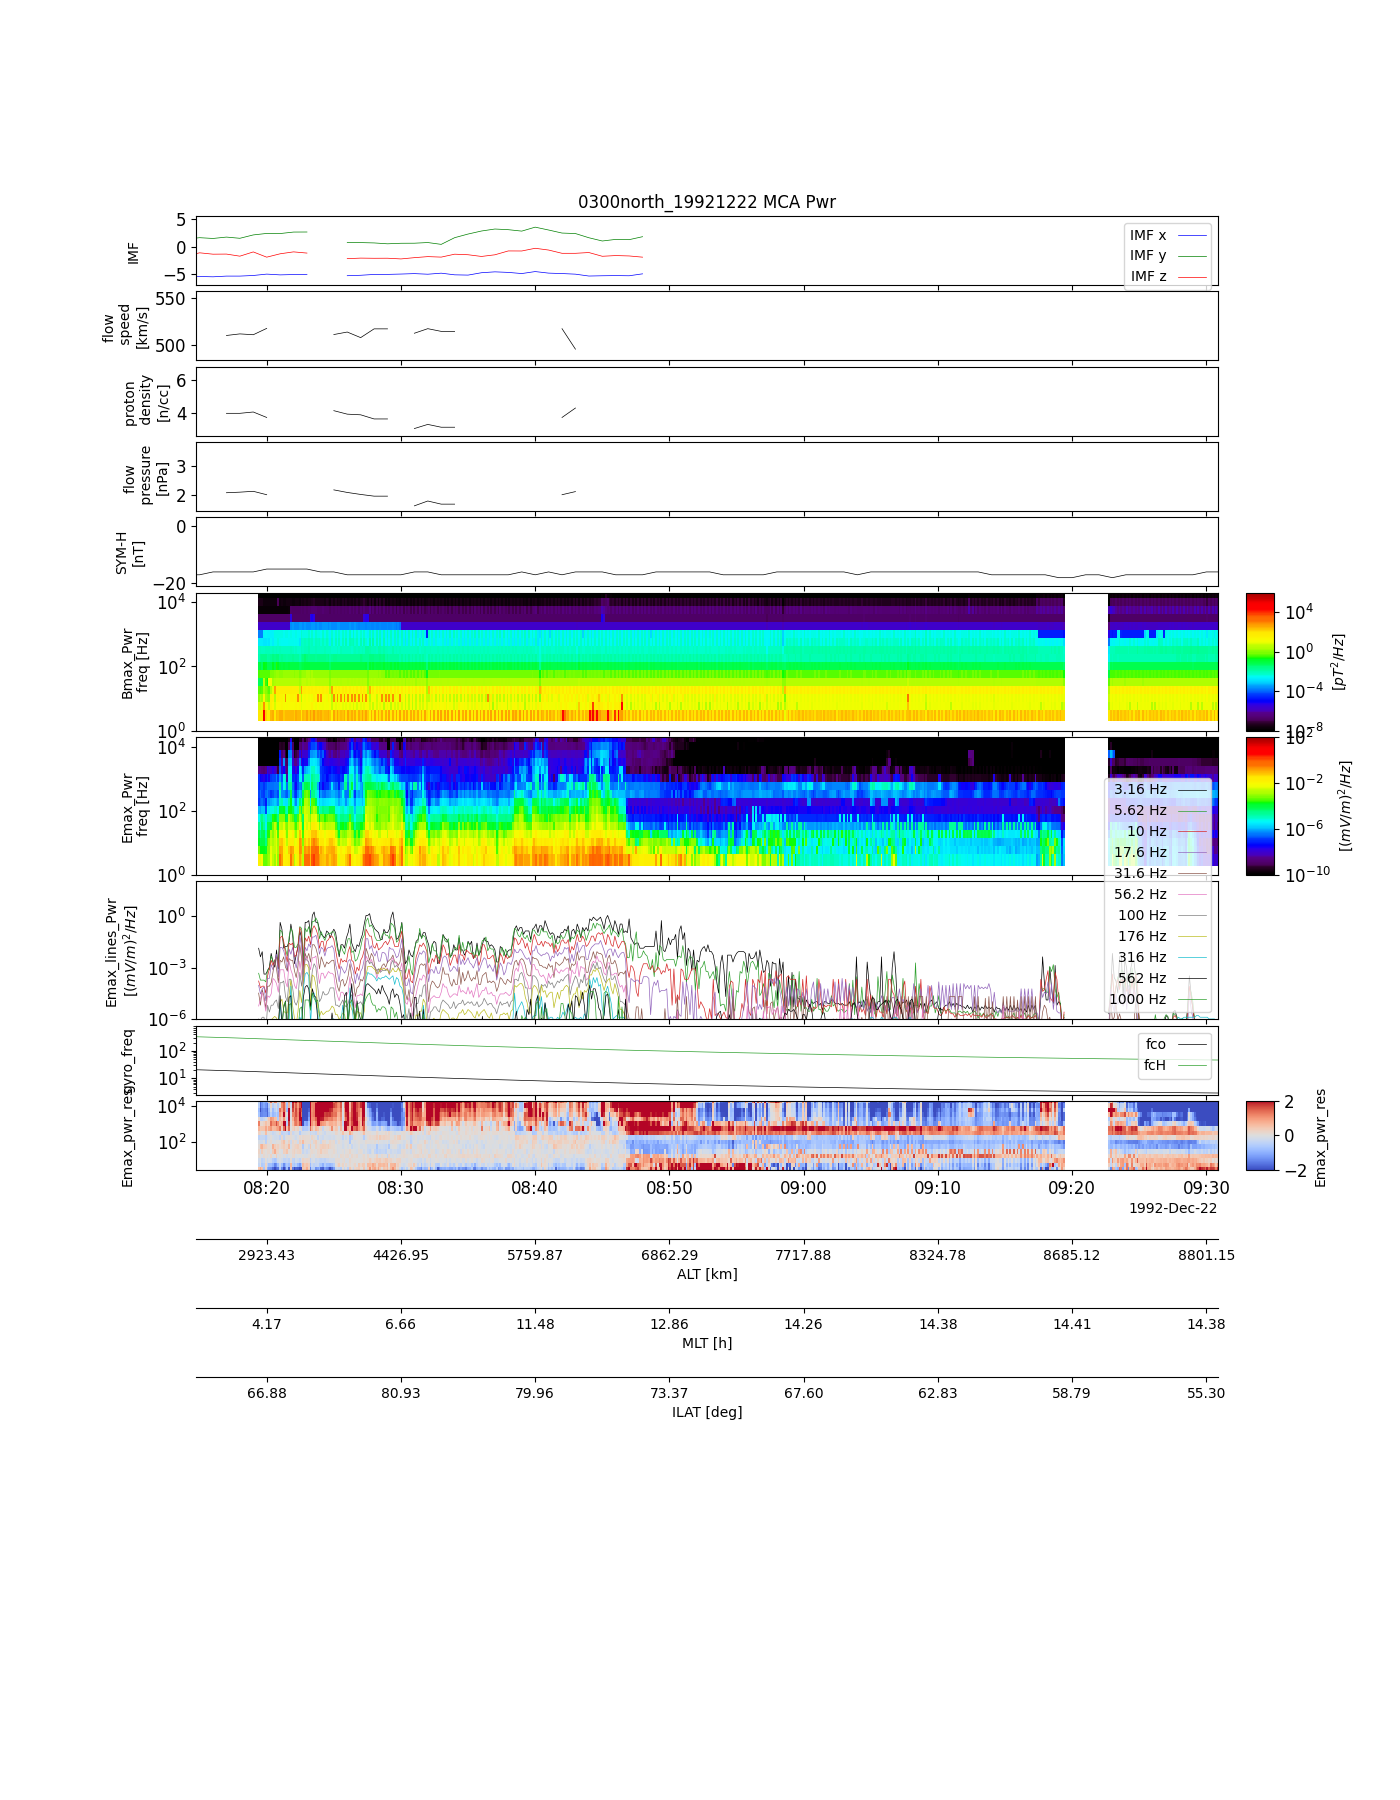 0300north_19921222 MCA Pwr
5
0
−5
IMF
IMF x
IMF y
IMF z
550
500
flow
speed
[km/s]
6
4
proton
density
[n/cc]
3
2
flow
pressure
[nPa]
0
−20
SYM-H
[nT]
10^4
10^2
10^0
Bmax_Pwr
freq [Hz]
10^4
10^0
10^−4
10^−8
[pT^2/Hz]
10^4
10^2
10^0
Emax_Pwr
freq [Hz]
10^2
10^−2
10^−6
10^−10
[(mV/m)^2/Hz]
3.16 Hz
5.62 Hz
10 Hz
17.6 Hz
31.6 Hz
56.2 Hz
100 Hz
176 Hz
316 Hz
562 Hz
1000 Hz
10^0
10^−3
10^−6
Emax_lines_Pwr
[(mV/m)^2/Hz]
10^2
10^1
gyro_freq
fco
fcH
10^4
10^2
Emax_pwr_res
2
0
−2
Emax_pwr_res
08:20 08:30 08:40 08:50 09:00 09:10 09:20 09:30
1992-Dec-22
2923.43 4426.95 5759.87 6862.29 7717.88 8324.78 8685.12 8801.15
ALT [km]
4.17 6.66 11.48 12.86 14.26 14.38 14.41 14.38
MLT [h]
66.88 80.93 79.96 73.37 67.60 62.83 58.79 55.30
ILAT [deg]